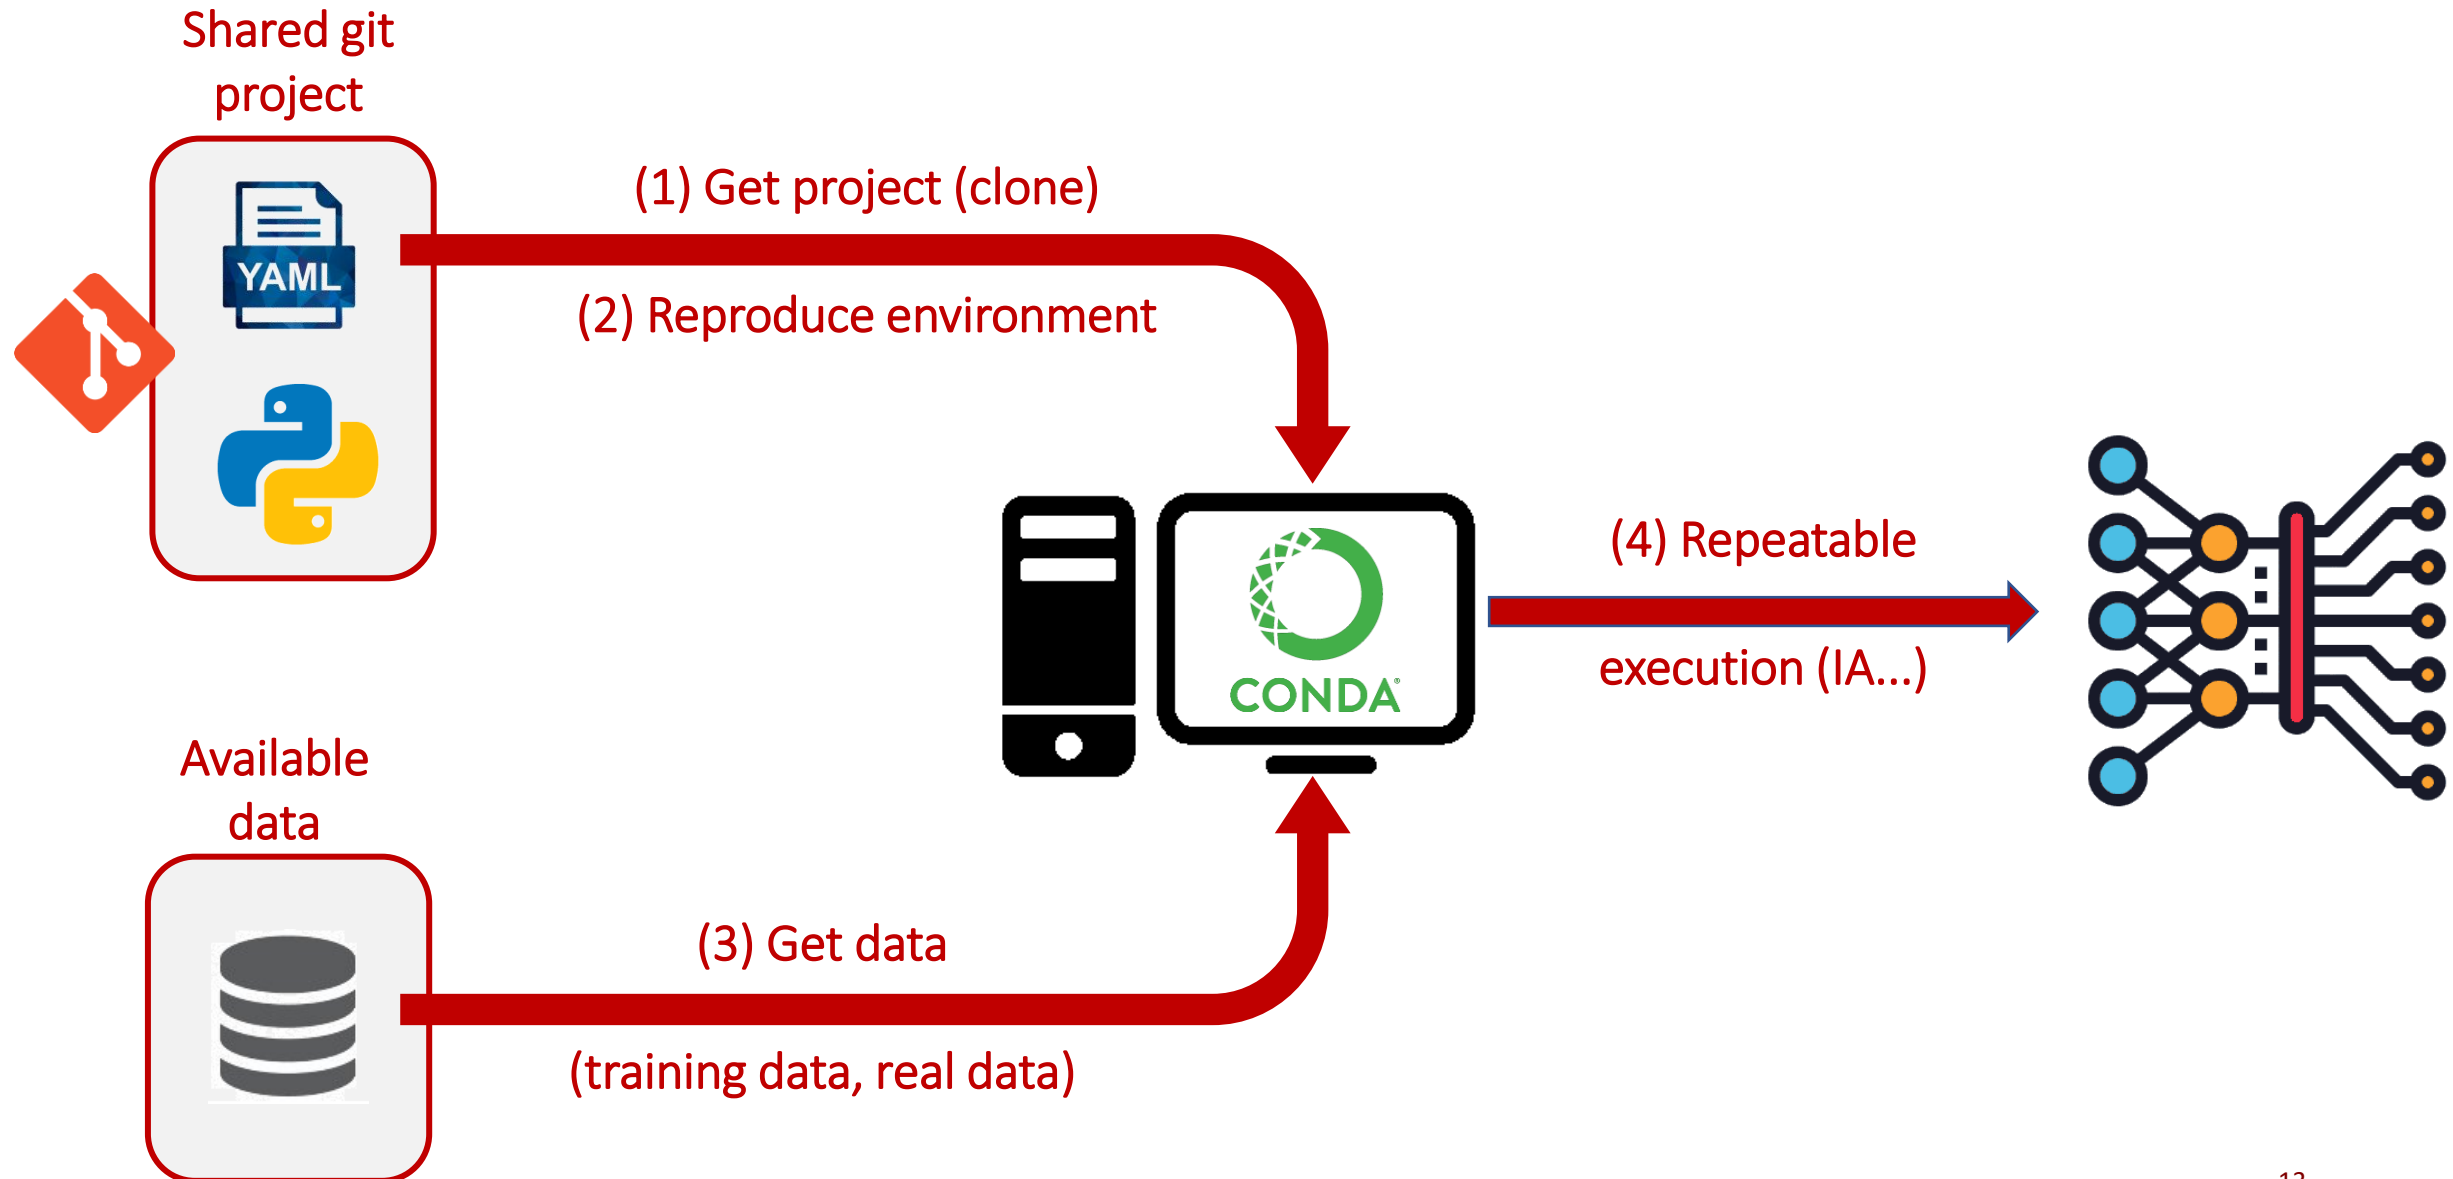 Shared git
project
(1) Get project (clone)
YAML
(2) Reproduce environment
(4) Repeatable
execution (IA...)
CONDA®
Available
data
(3) Get data
(training data, real data)